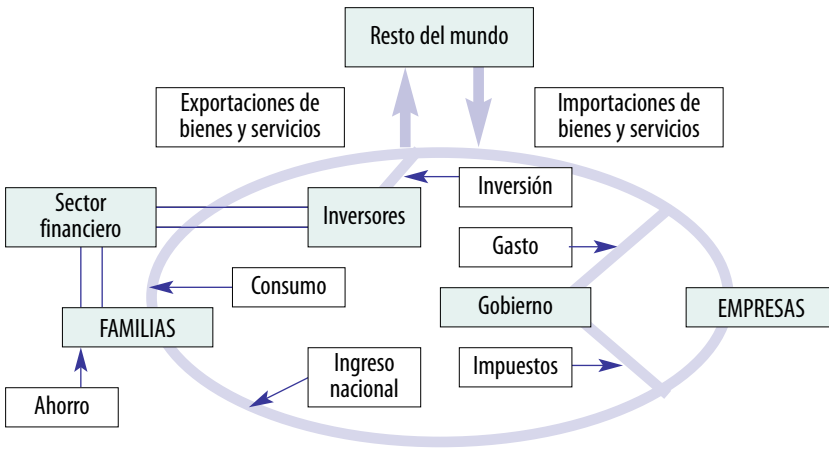 Resto del mundo
Exportaciones de
bienes y servicios
Importaciones de
bienes y servicios
Sector
financiero
Inversores
Inversión
Gasto
Consumo
FAMILIAS
Gobierno
EMPRESAS
Ingreso
nacional
Impuestos
Ahorro